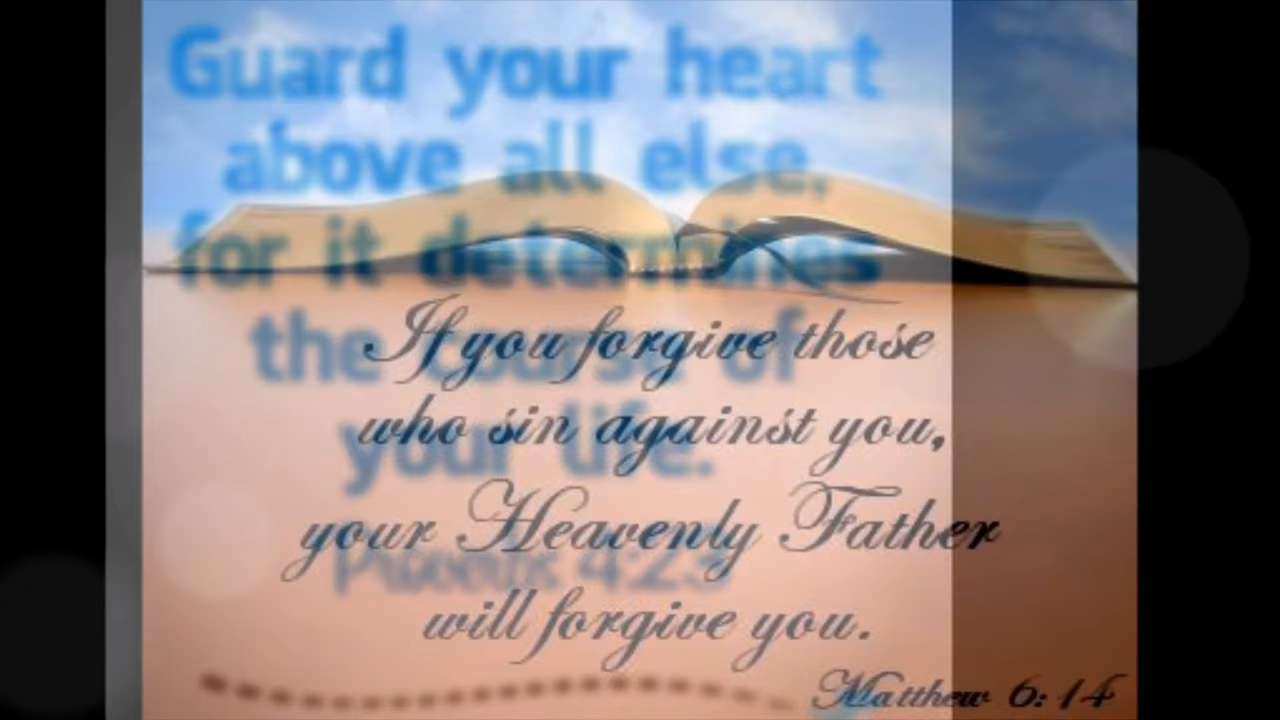 Guard your heart
above all else,
for it determines
the course of
your life.
Proverbs 4:23
If you forgive those
who sin against you,
your Heavenly Father
will forgive you.
Matthew 6:14